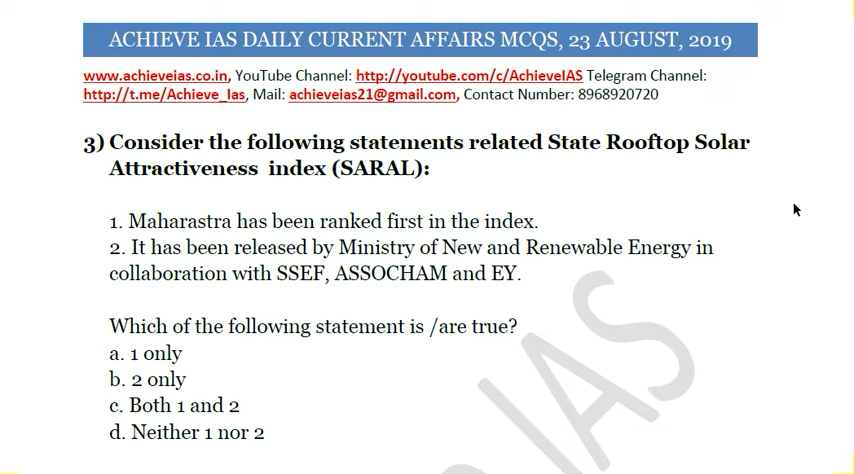 ACHIEVE IAS DAILY CURRENT AFFAIRS MCQS, 23 AUGUST, 2019
www.achieveias.co.in, YouTube Channel: http://youtube.com/c/AchieveIAS Telegram Channel:
http://t.me/Achieve_Ias, Mail: achieveias21@gmail.com, Contact Number: 8968920720
3) Consider the following statements related State Rooftop Solar
Attractiveness index (SARAL):
1. Maharastra has been ranked first in the index.
2. It has been released by Ministry of New and Renewable Energy in
collaboration with SSEF, ASSOCHAM and EY.
Which of the following statement is /are true?
a. 1 only
b. 2 only
c. Both 1 and 2
d. Neither 1 nor 2
IAS